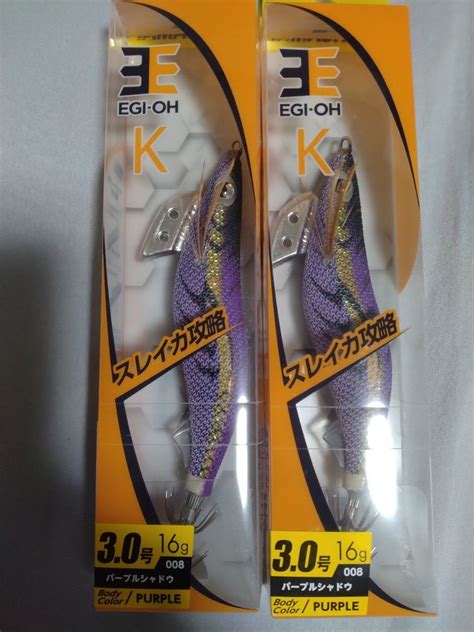 EGI-OH
K
スレイカ攻略
3.0号 16g
008
パープルシャドウ
Body Color / PURPLE
EGI-OH
K
スレイカ攻略
3.0号 16g
008
パープルシャドウ
Body Color / PURPLE